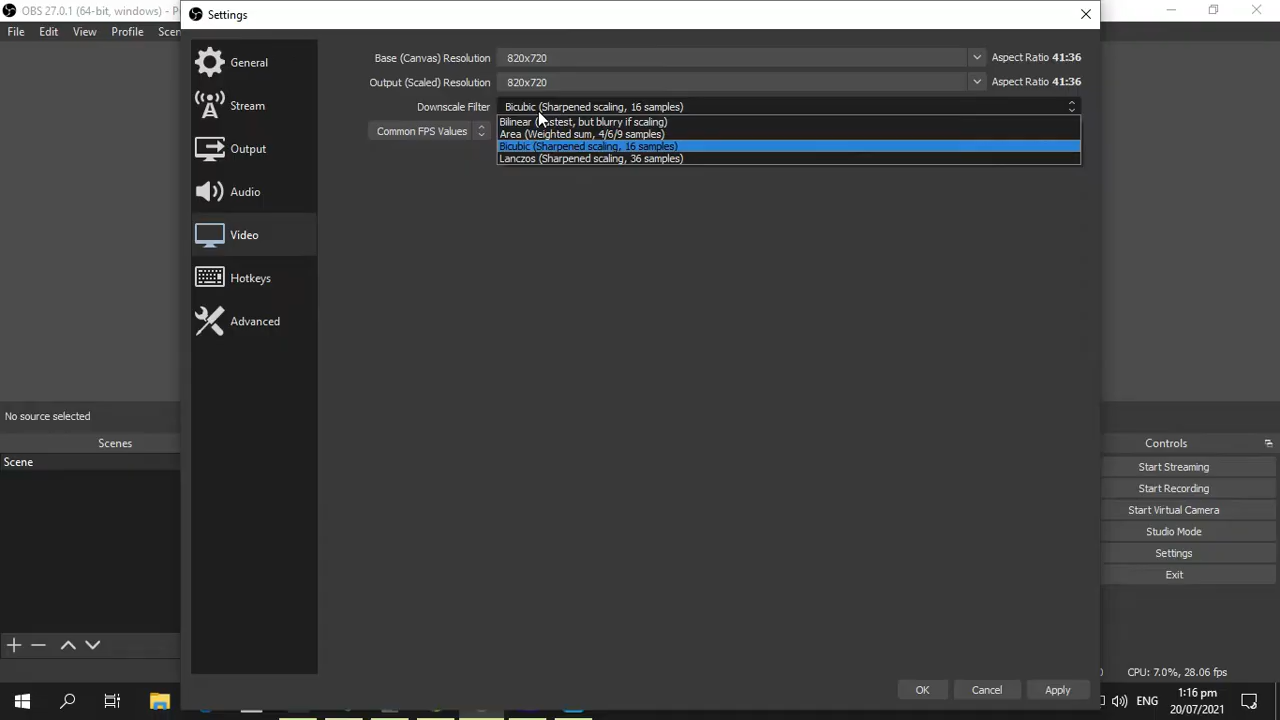 OBS 27.0.1 (64-bit, windows) - P
Settings
File Edit View Profile Scen
General
Stream
Output
Audio
Video
Hotkeys
Advanced
Base (Canvas) Resolution 820x720 Aspect Ratio 41:36
Output (Scaled) Resolution 820x720 Aspect Ratio 41:36
Downscale Filter Bicubic (Sharpened scaling, 16 samples)
Common FPS Values
Bilinear but blurry if scaling)
Area (Weighted sum, 4/6/9 samples)
Bicubic (Sharpened scaling, 16 samples)
Lanczos (Sharpened scaling, 36 samples)
No source selected
Scenes
Scene
Controls
Start Streaming
Start Recording
Start Virtual Camera
Studio Mode
Settings
Exit
CPU: 7.0%, 28.06 fps
OK Cancel Apply
ENG
1:16 pm
20/07/2021